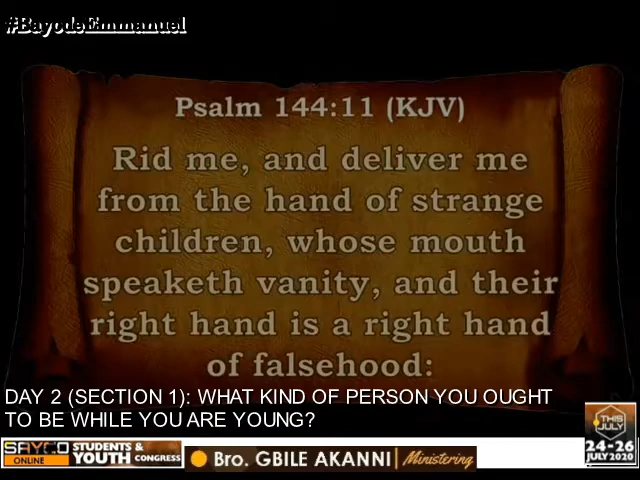 #BayodeEmmanuel
Psalm 144:11 (KJV)
Rid me, and deliver me
from the hand of strange
children, whose mouth
speaketh vanity, and their
right hand is a right hand
of falsehood:
DAY 2 (SECTION 1): WHAT KIND OF PERSON YOU OUGHT
TO BE WHILE YOU ARE YOUNG?
SAYCO ONLINE
STUDENTS &
YOUTH CONGRESS
Bro. GBILE AKANNI | Ministering
THIS
JULY
24-26
JULY 2020